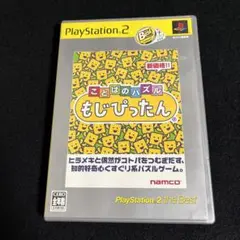 PlayStation 2
PlayStation 2
新価格!!
ことばのパズル
もじぴったん
ヒラメキと偶然がコトバをつむぎだす、
知的好奇心くすぐり系パズルゲーム。
namco
PlayStation 2 the Best